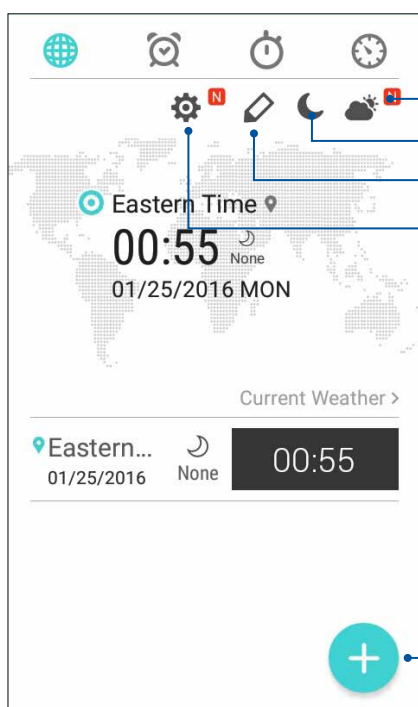 N N
Eastern Time
00:55 None
01/25/2016 MON
Current Weather >
Eastern...
01/25/2016 None 00:55